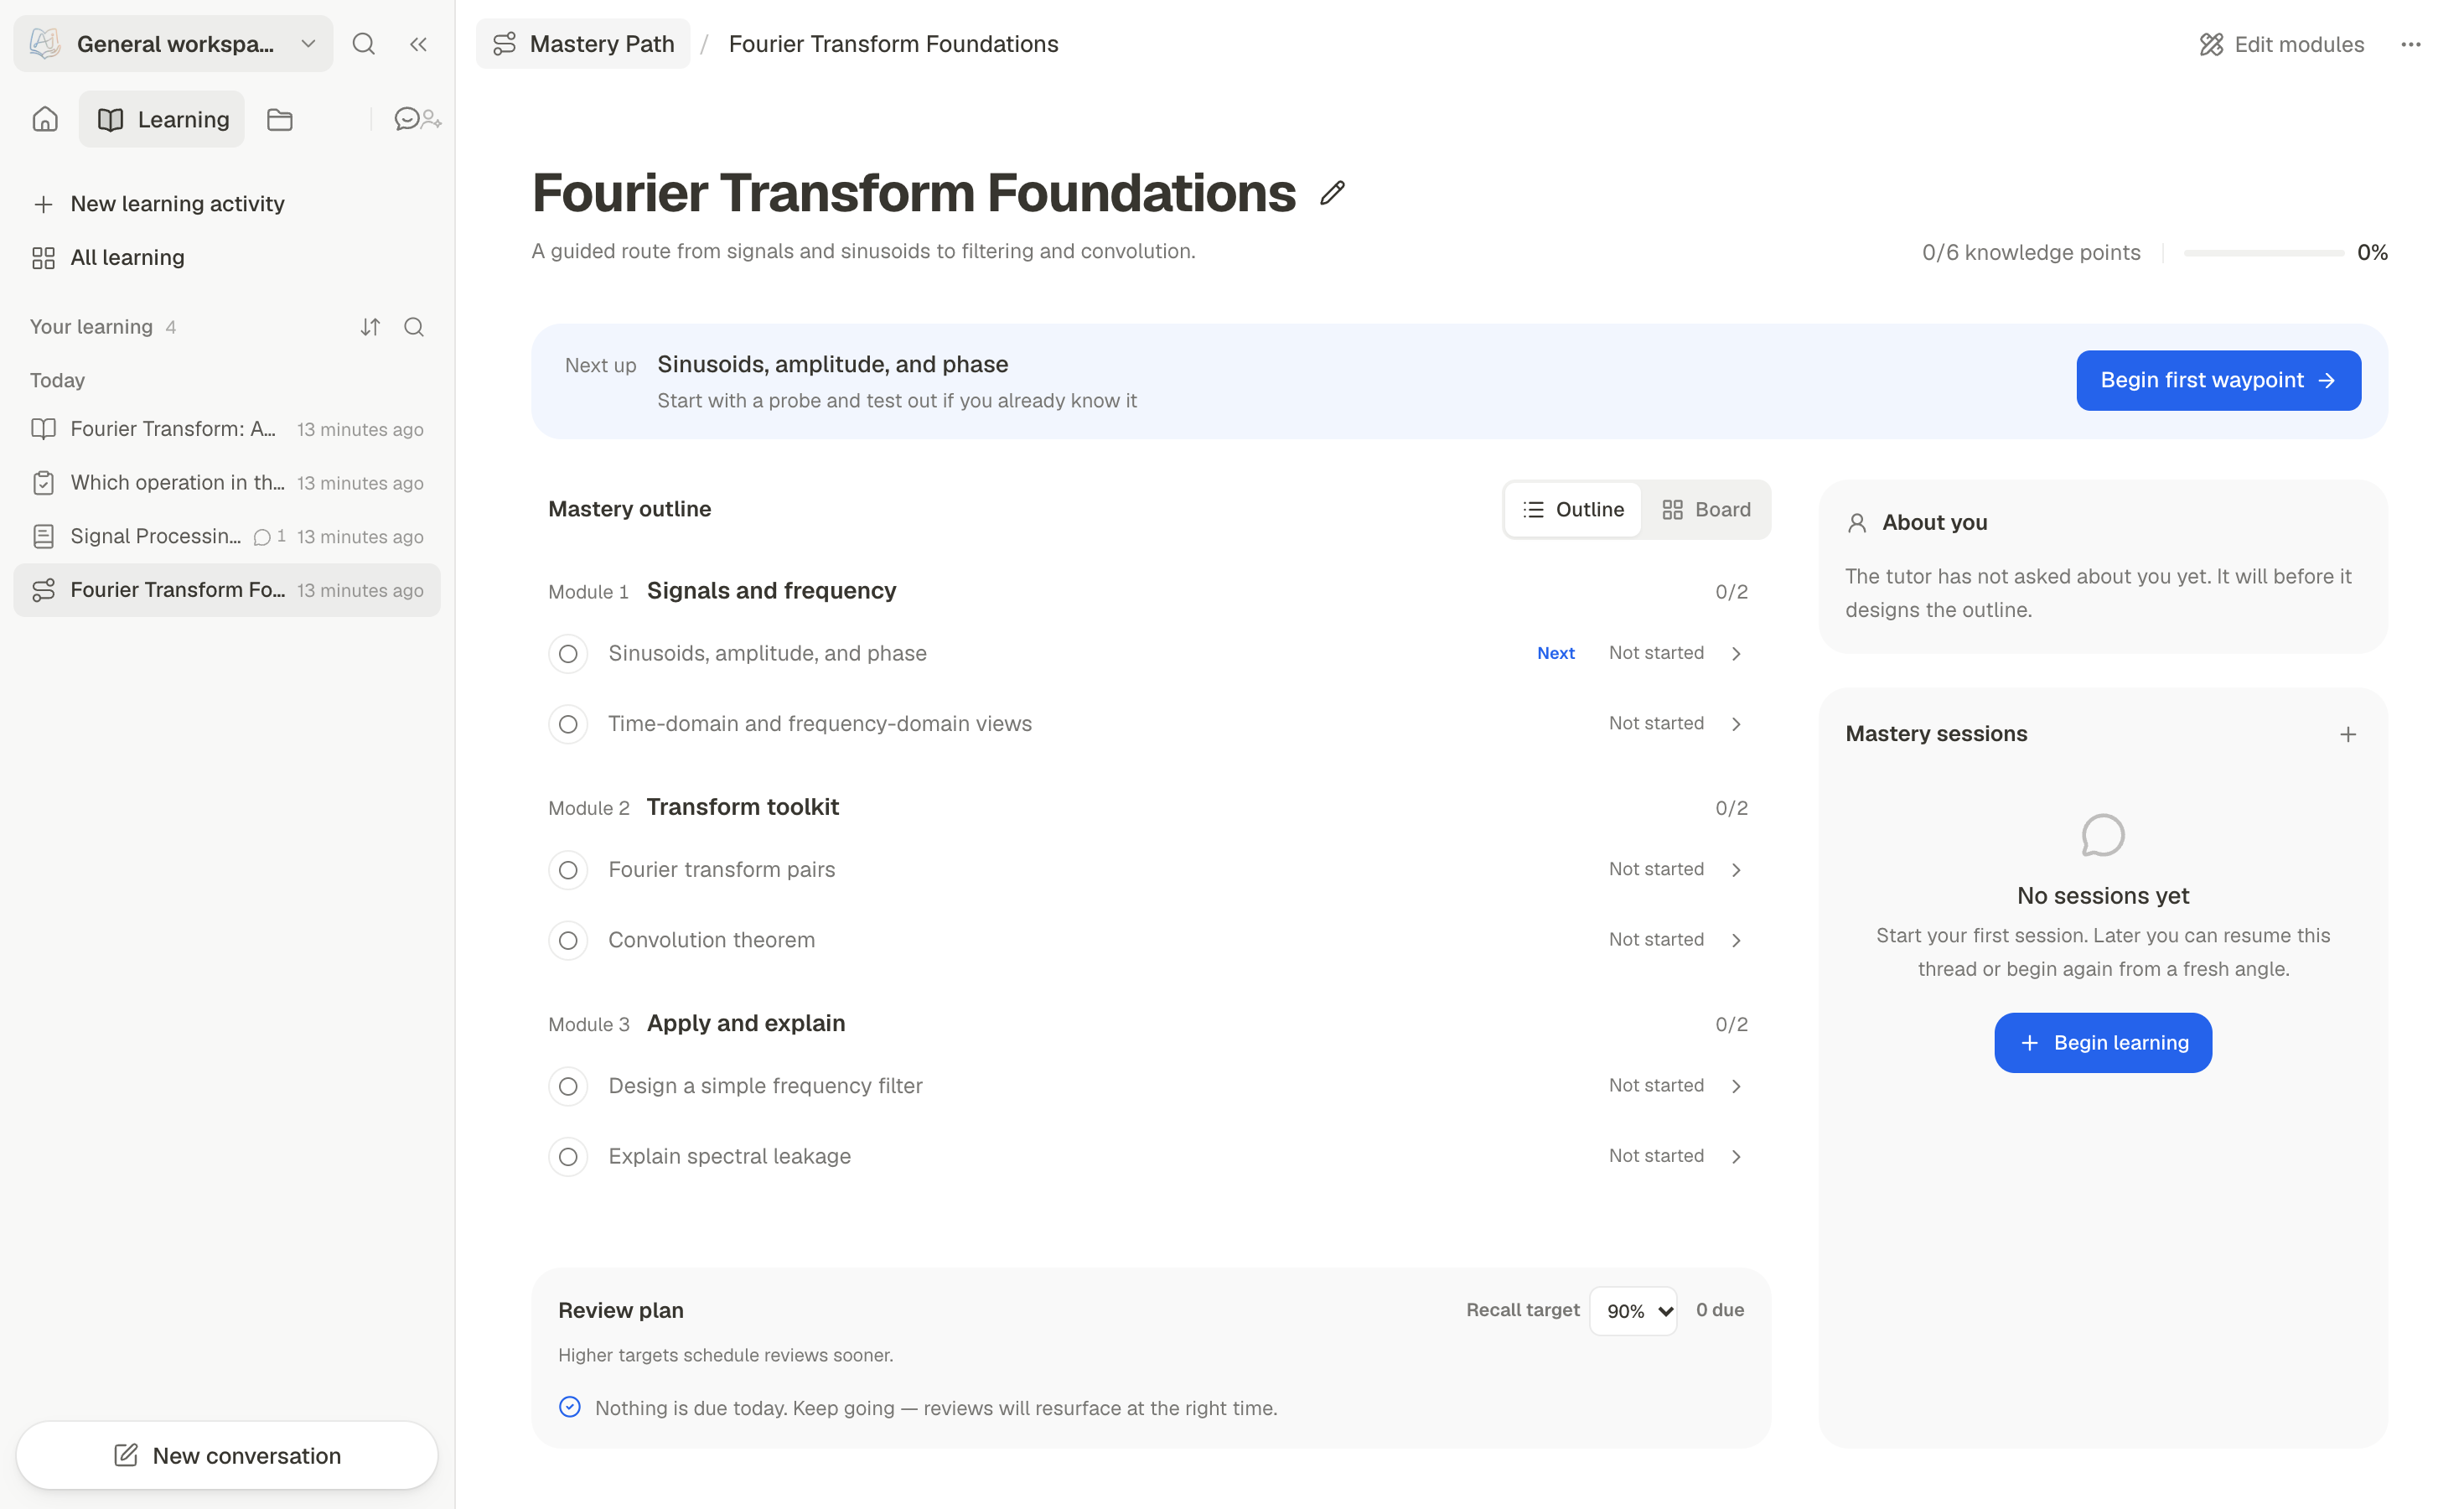 General workspa...
Learning
New learning activity
All learning
Your learning 4
Today
Fourier Transform: A... 13 minutes ago
Which operation in th... 13 minutes ago
Signal Processin... 1 13 minutes ago
Fourier Transform Fo... 13 minutes ago
New conversation
Mastery Path / Fourier Transform Foundations
Edit modules
Fourier Transform Foundations
A guided route from signals and sinusoids to filtering and convolution.
0/6 knowledge points 0%
Next up Sinusoids, amplitude, and phase
Start with a probe and test out if you already know it
Begin first waypoint
Mastery outline
Outline Board
Module 1 Signals and frequency 0/2
Sinusoids, amplitude, and phase Next Not started
Time-domain and frequency-domain views Not started
Module 2 Transform toolkit 0/2
Fourier transform pairs Not started
Convolution theorem Not started
Module 3 Apply and explain 0/2
Design a simple frequency filter Not started
Explain spectral leakage Not started
Review plan Recall target 90% 0 due
Higher targets schedule reviews sooner.
Nothing is due today. Keep going — reviews will resurface at the right time.
About you
The tutor has not asked about you yet. It will before it
designs the outline.
Mastery sessions
No sessions yet
Start your first session. Later you can resume this
thread or begin again from a fresh angle.
Begin learning